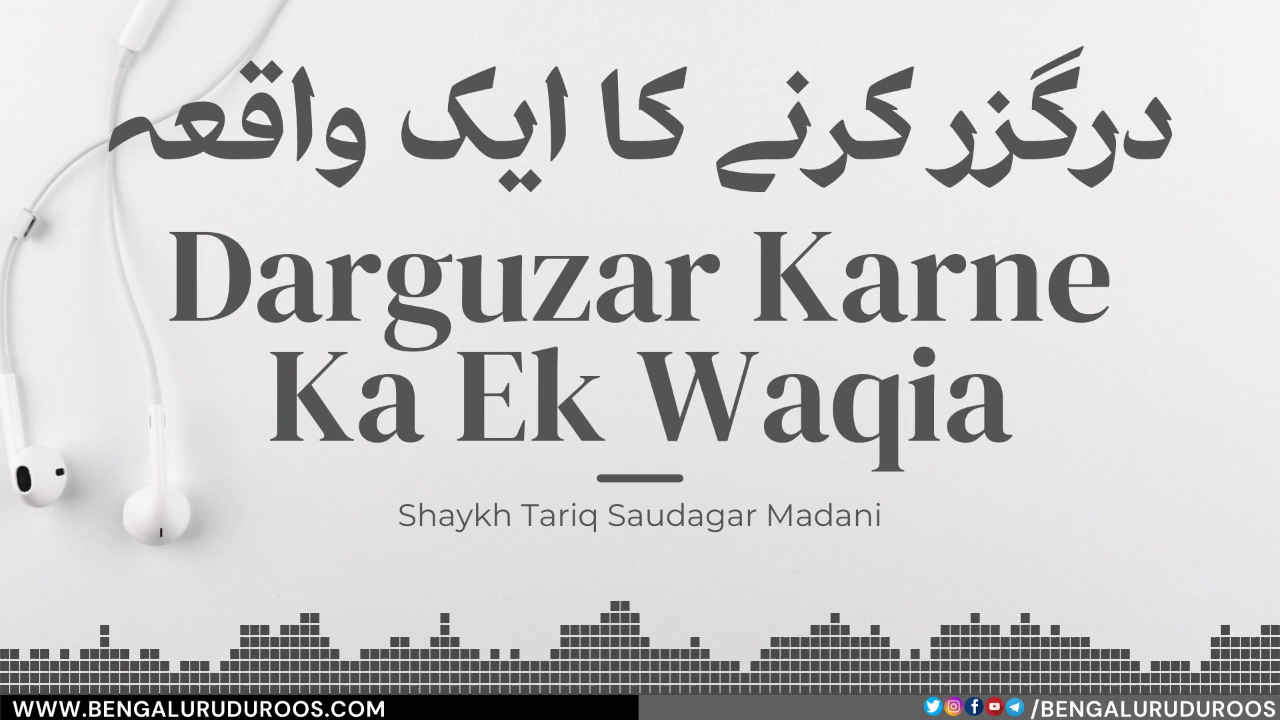 درگزر کرنے کا ایک واقعہ
Darguzar Karne
Ka Ek Waqia
Shaykh Tariq Saudagar Madani
WWW.BENGALURUDUROOS.COM
/BENGALURUDUROOS